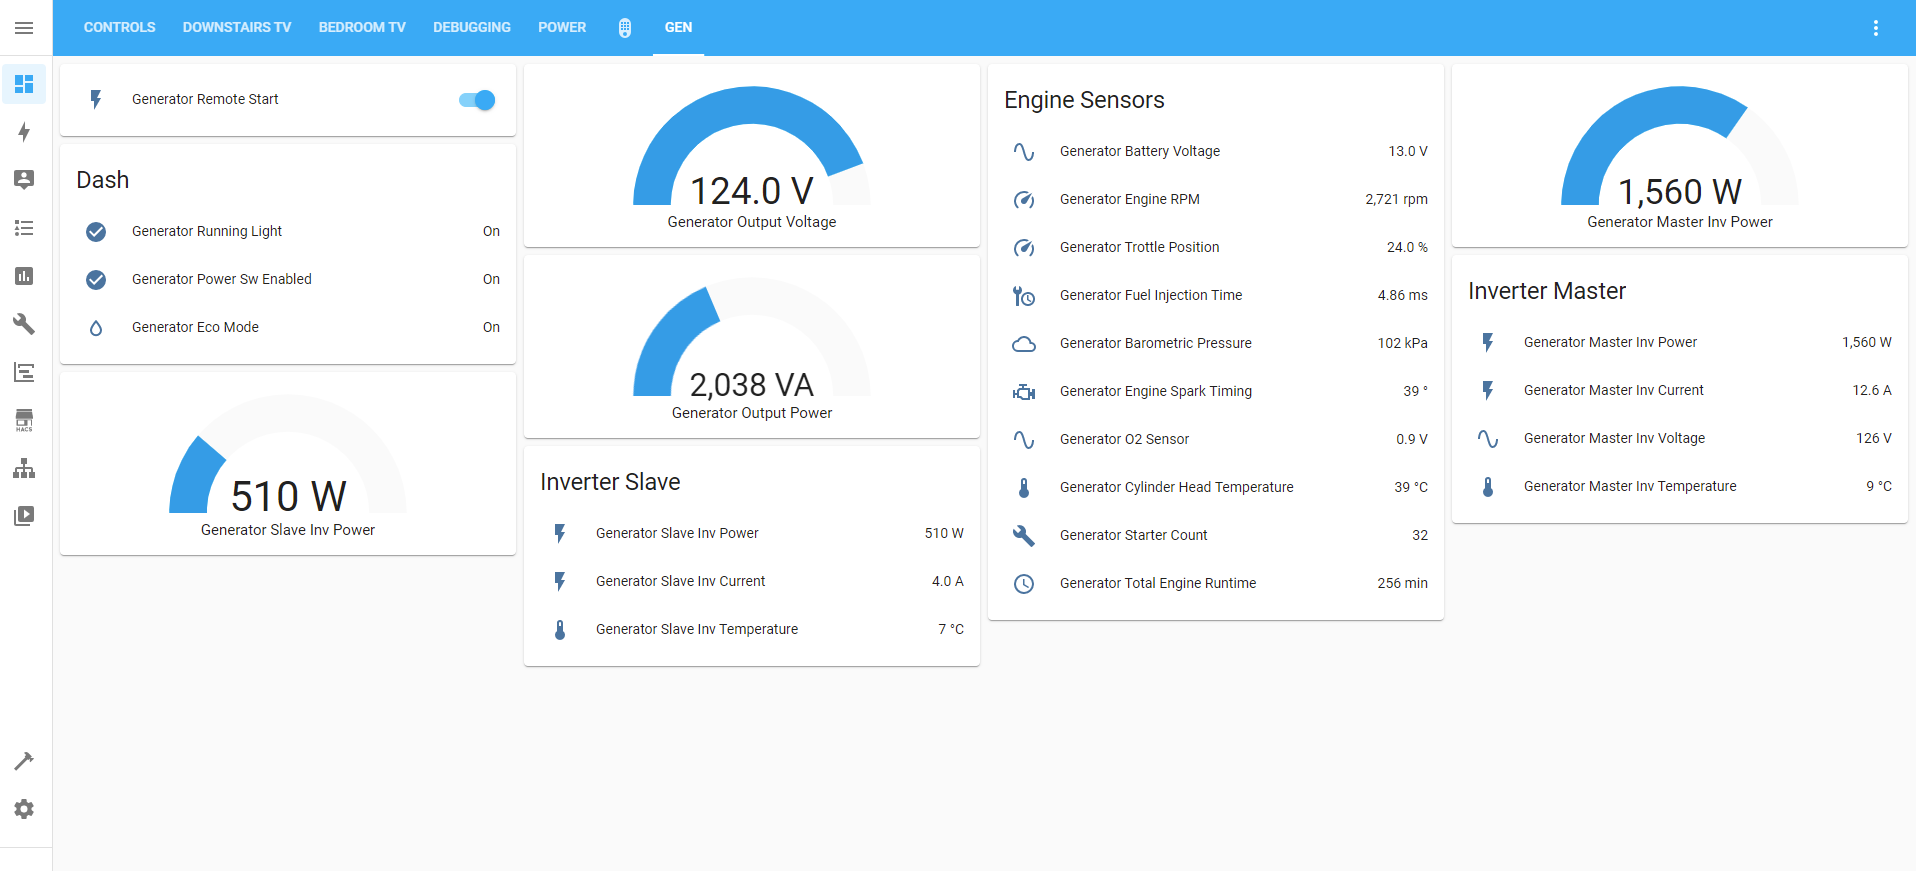 CONTROLS DOWNSTAIRS TV BEDROOM TV DEBUGGING POWER GEN
Generator Remote Start
Dash
Generator Running Light On
Generator Power Sw Enabled On
Generator Eco Mode On
510 W
Generator Slave Inv Power
124.0 V
Generator Output Voltage
2,038 VA
Generator Output Power
Inverter Slave
Generator Slave Inv Power 510 W
Generator Slave Inv Current 4.0 A
Generator Slave Inv Temperature 7 °C
Engine Sensors
Generator Battery Voltage 13.0 V
Generator Engine RPM 2,721 rpm
Generator Trottle Position 24.0 %
Generator Fuel Injection Time 4.86 ms
Generator Barometric Pressure 102 kPa
Generator Engine Spark Timing 39 °
Generator O2 Sensor 0.9 V
Generator Cylinder Head Temperature 39 °C
Generator Starter Count 32
Generator Total Engine Runtime 256 min
1,560 W
Generator Master Inv Power
Inverter Master
Generator Master Inv Power 1,560 W
Generator Master Inv Current 12.6 A
Generator Master Inv Voltage 126 V
Generator Master Inv Temperature 9 °C
HACS